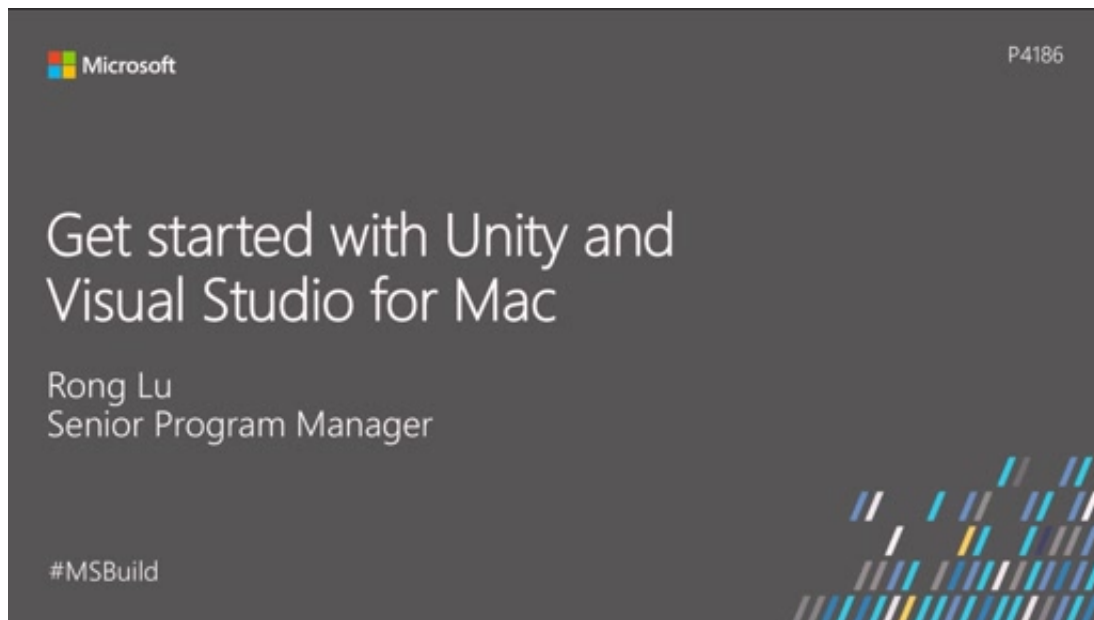 Microsoft
P4186
Get started with Unity and
Visual Studio for Mac
Rong Lu
Senior Program Manager
#MSBuild